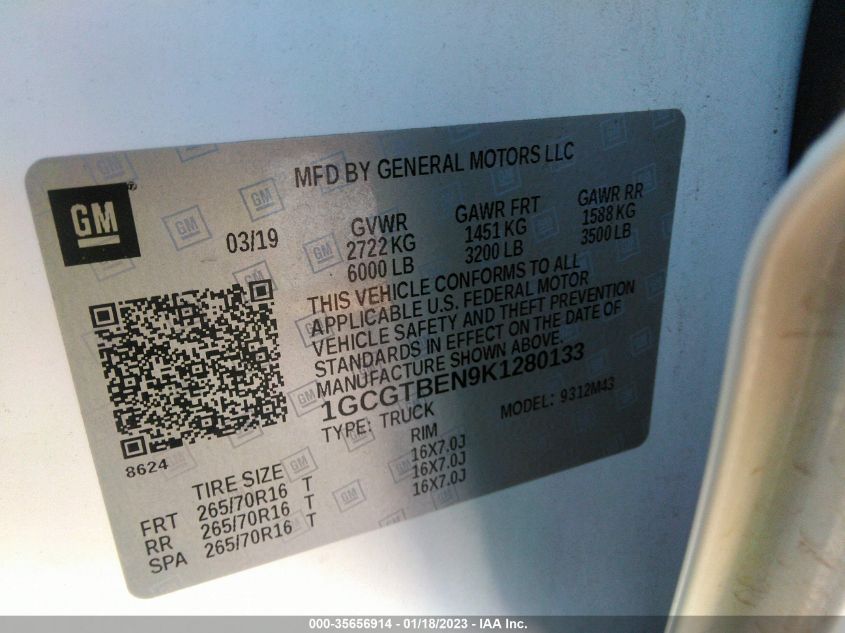 MFD BY GENERAL MOTORS LLC
GM
03/19
GVWR GAWR FRT GAWR RR
2722 KG 1451 KG 1588 KG
6000 LB 3200 LB 3500 LB
THIS VEHICLE CONFORMS TO ALL
APPLICABLE U.S. FEDERAL MOTOR
VEHICLE SAFETY AND THEFT PREVENTION
STANDARDS IN EFFECT ON THE DATE OF
MANUFACTURE SHOWN ABOVE.
1GCGTBEN9K1280133
TYPE: TRUCK MODEL: 9312M43
8624
TIRE SIZE RIM
FRT 265/70R16 T 16X7.0J
RR 265/70R16 T 16X7.0J
SPA 265/70R16 T 16X7.0J
000-35656914 / 01/18/2023 - IAA Inc.